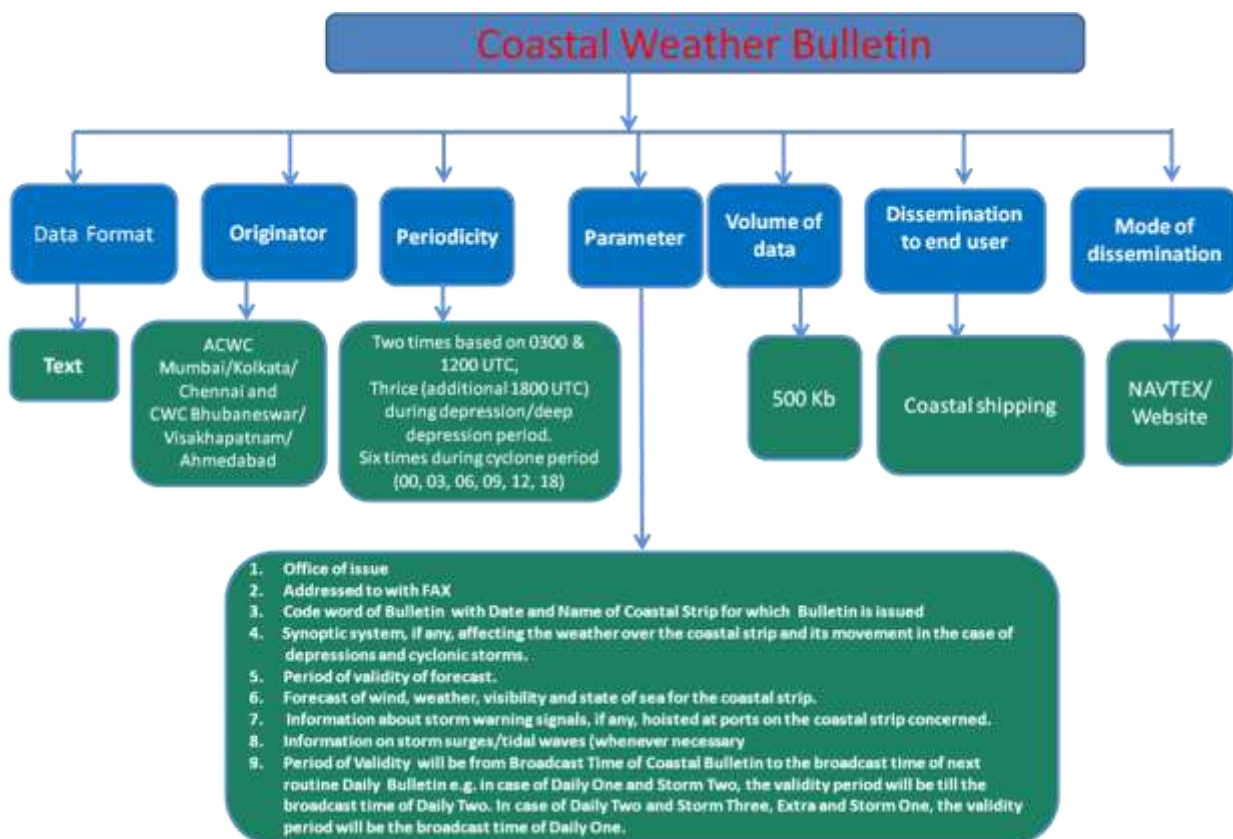 Coastal Weather Bulletin
Data Format
Originator
Periodicity
Parameter
Volume of
data
Dissemination
to end user
Mode of
dissemination
Text
ACWC
Mumbai/Kolkata/
Chennai and
CWC Bhubaneswar/
Visakhapatnam/
Ahmedabad
Two times based on 0300 &
1200 UTC,
Thrice (additional 1800 UTC)
during depression/deep
depression period.
Six times during cyclone period
(00, 03, 06, 09, 12, 18)
500 Kb
Coastal shipping
NAVTEX/
Website
1. Office of issue
2. Addressed to with FAX
3. Code word of Bulletin with Date and Name of Coastal Strip for which Bulletin is issued
4. Synoptic system, if any, affecting the weather over the coastal strip and its movement in the case of
depressions and cyclonic storms.
5. Period of validity of forecast.
6. Forecast of wind, weather, visibility and state of sea for the coastal strip.
7. Information about storm warning signals, if any, hoisted at ports on the coastal strip concerned.
8. Information on storm surges/tidal waves (whenever necessary
9. Period of Validity will be from Broadcast Time of Coastal Bulletin to the broadcast time of next
routine Daily Bulletin e.g. in case of Daily One and Storm Two, the validity period will be till the
broadcast time of Daily Two. In case of Daily Two and Storm Three, Extra and Storm One, the validity
period will be the broadcast time of Daily One.